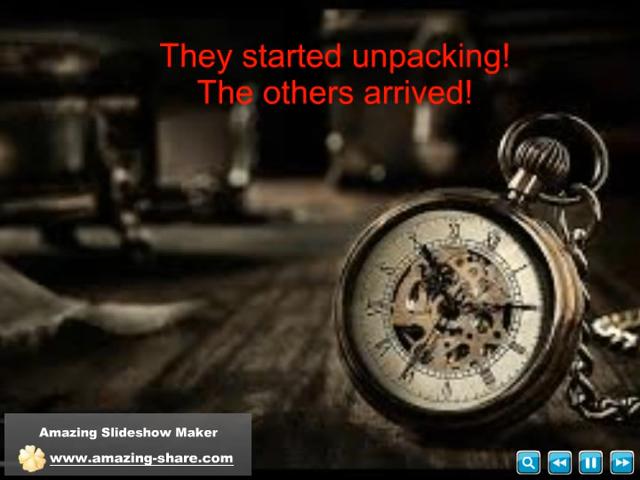 They started unpacking!
The others arrived!
Amazing Slideshow Maker
www.amazing-share.com